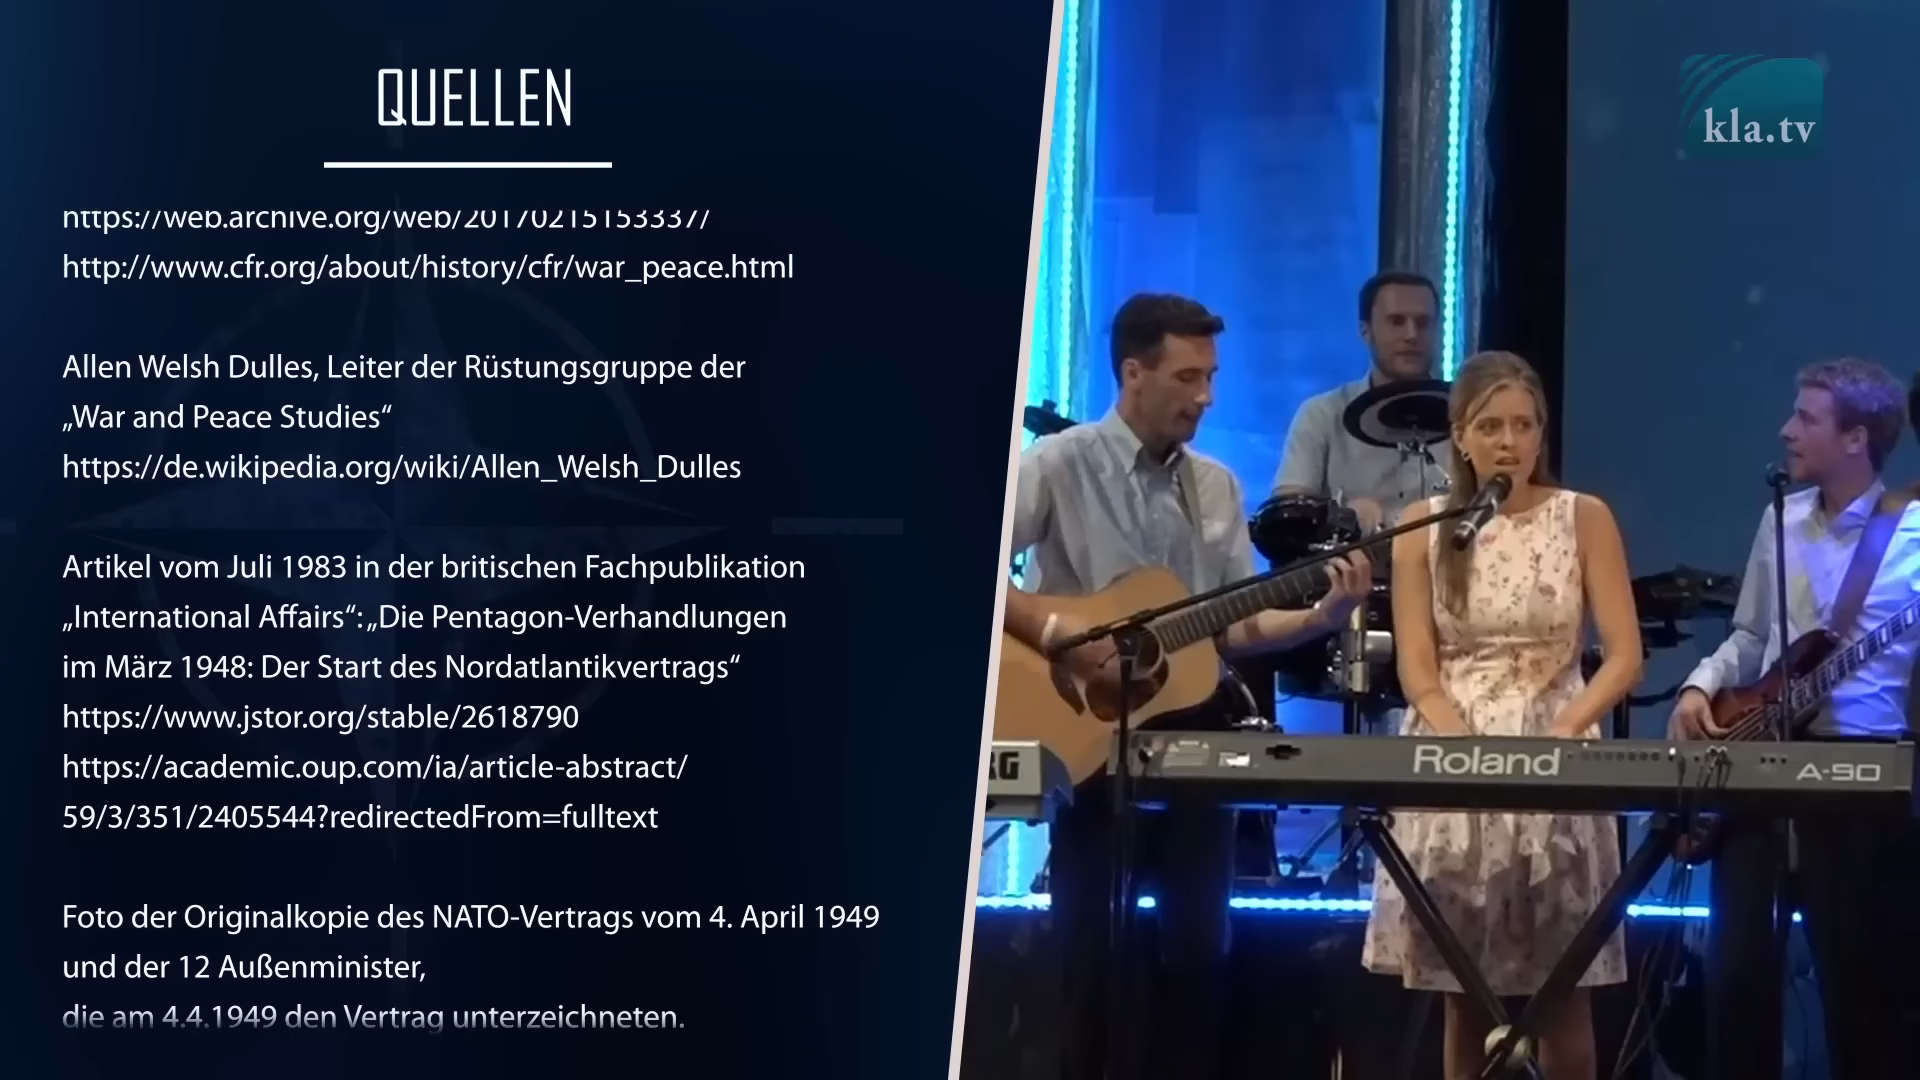 QUELLEN
https://web.archive.org/web/20170215153337/
http://www.cfr.org/about/history/cfr/war_peace.html
Allen Welsh Dulles, Leiter der Rüstungsgruppe der
„War and Peace Studies“
https://de.wikipedia.org/wiki/Allen_Welsh_Dulles
Artikel vom Juli 1983 in der britischen Fachpublikation
„International Affairs“: „Die Pentagon-Verhandlungen
im März 1948: Der Start des Nordatlantikvertrags“
https://www.jstor.org/stable/2618790
https://academic.oup.com/ia/article-abstract/
59/3/351/2405544?redirectedFrom=fulltext
Foto der Originalkopie des NATO-Vertrags vom 4. April 1949
und der 12 Außenminister,
die am 4.4.1949 den Vertrag unterzeichneten.
kla.tv
Roland
A-90